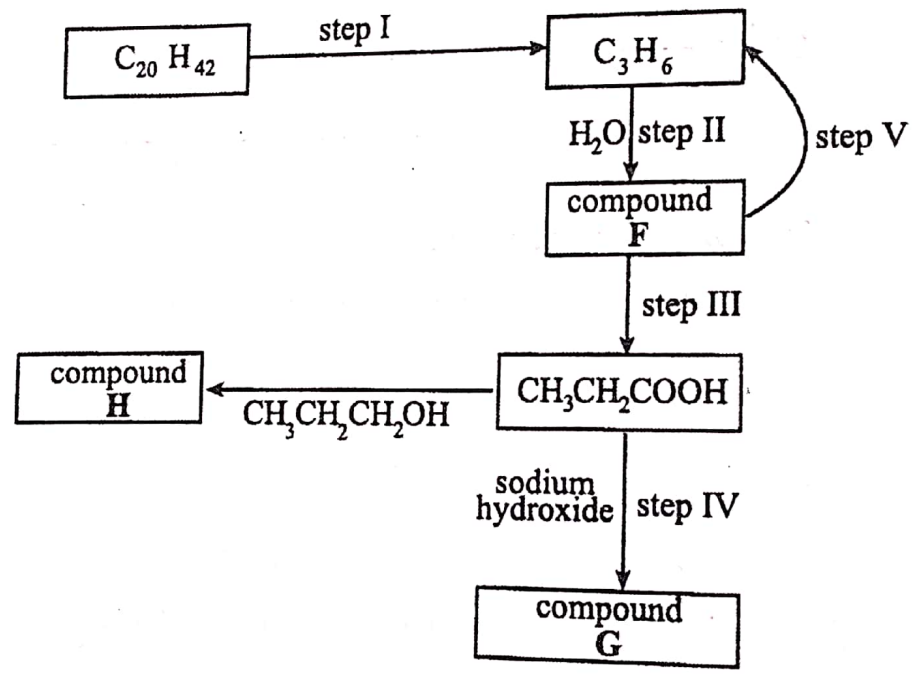 step I
C₂₀ H₄₂
C₃H₆
H₂O step II
step V
compound
F
step III
compound
H
CH₃CH₂COOH
CH₃CH₂CH₂OH
sodium
hydroxide
step IV
compound
G